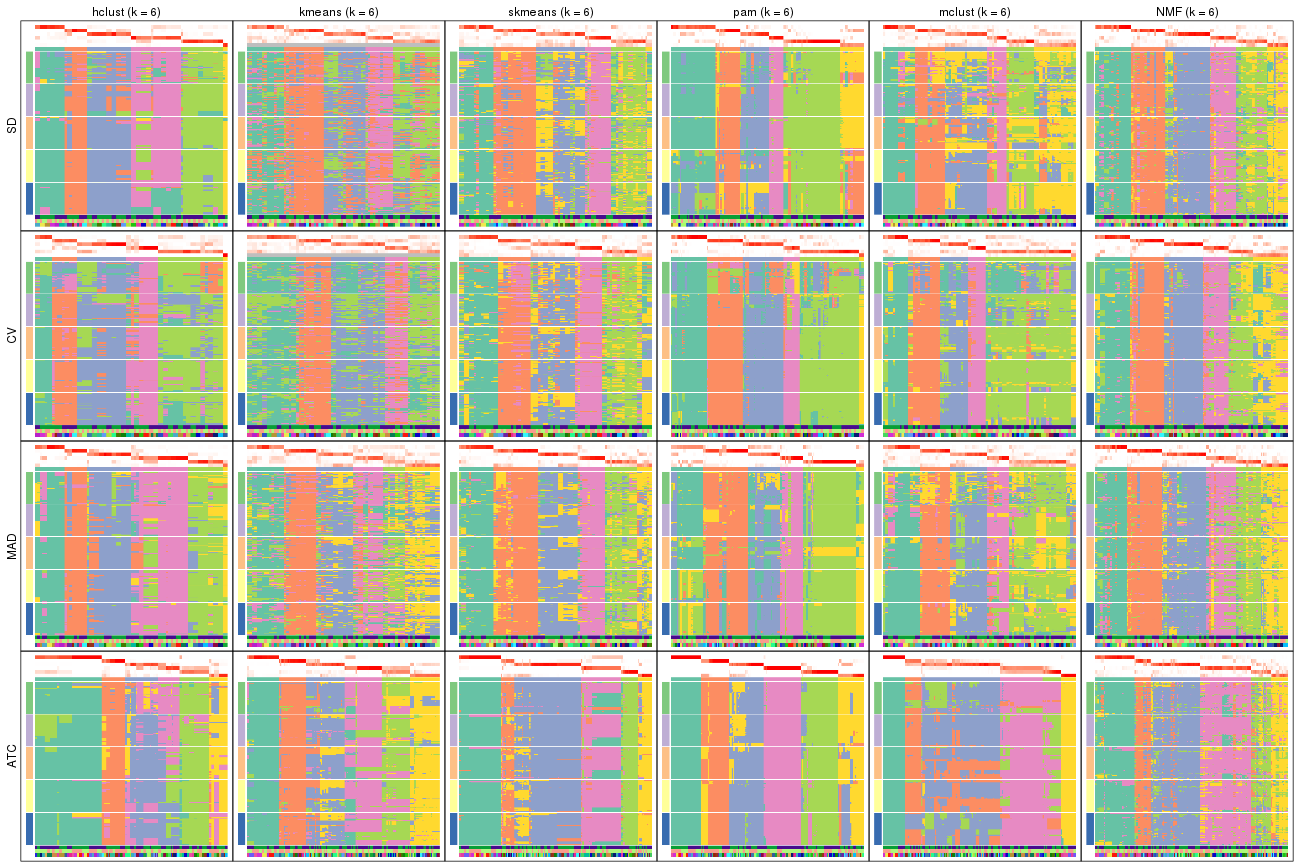 hclust (k = 6)
kmeans (k = 6)
skmeans (k = 6)
pam (k = 6)
mclust (k = 6)
NMF (k = 6)
SD
CV
MAD
ATC